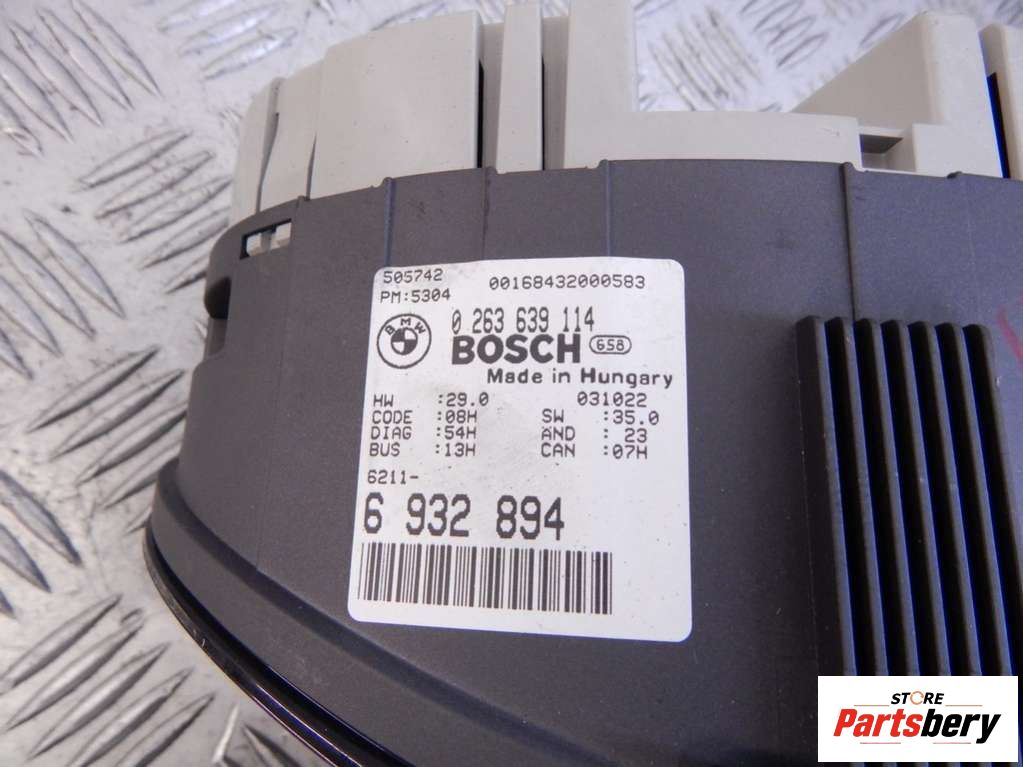 505742 00168432000583
PM:5304
BMW
0 263 639 114
BOSCH 658
Made in Hungary
HW :29.0 031022
CODE :08H SW :35.0
DIAG :54H AND : 23
BUS :13H CAN :07H
6211-
6 932 894
STORE
Partsbery